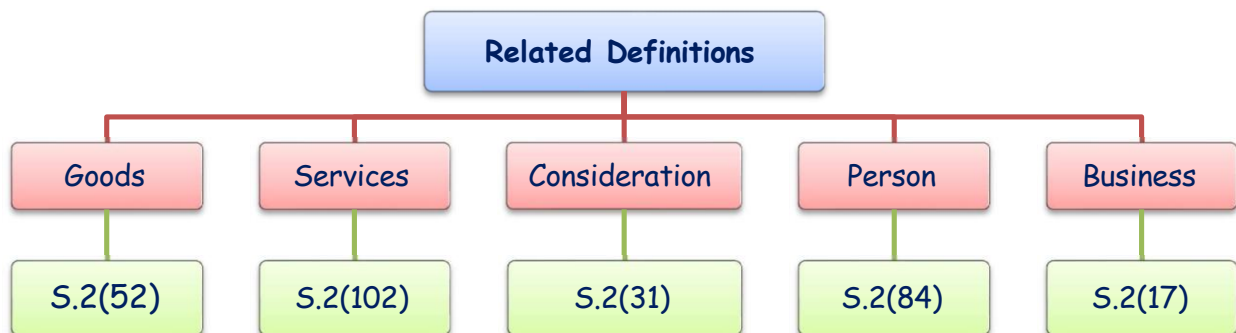 Related Definitions
Goods
Services
Consideration
Person
Business
S.2(52)
S.2(102)
S.2(31)
S.2(84)
S.2(17)